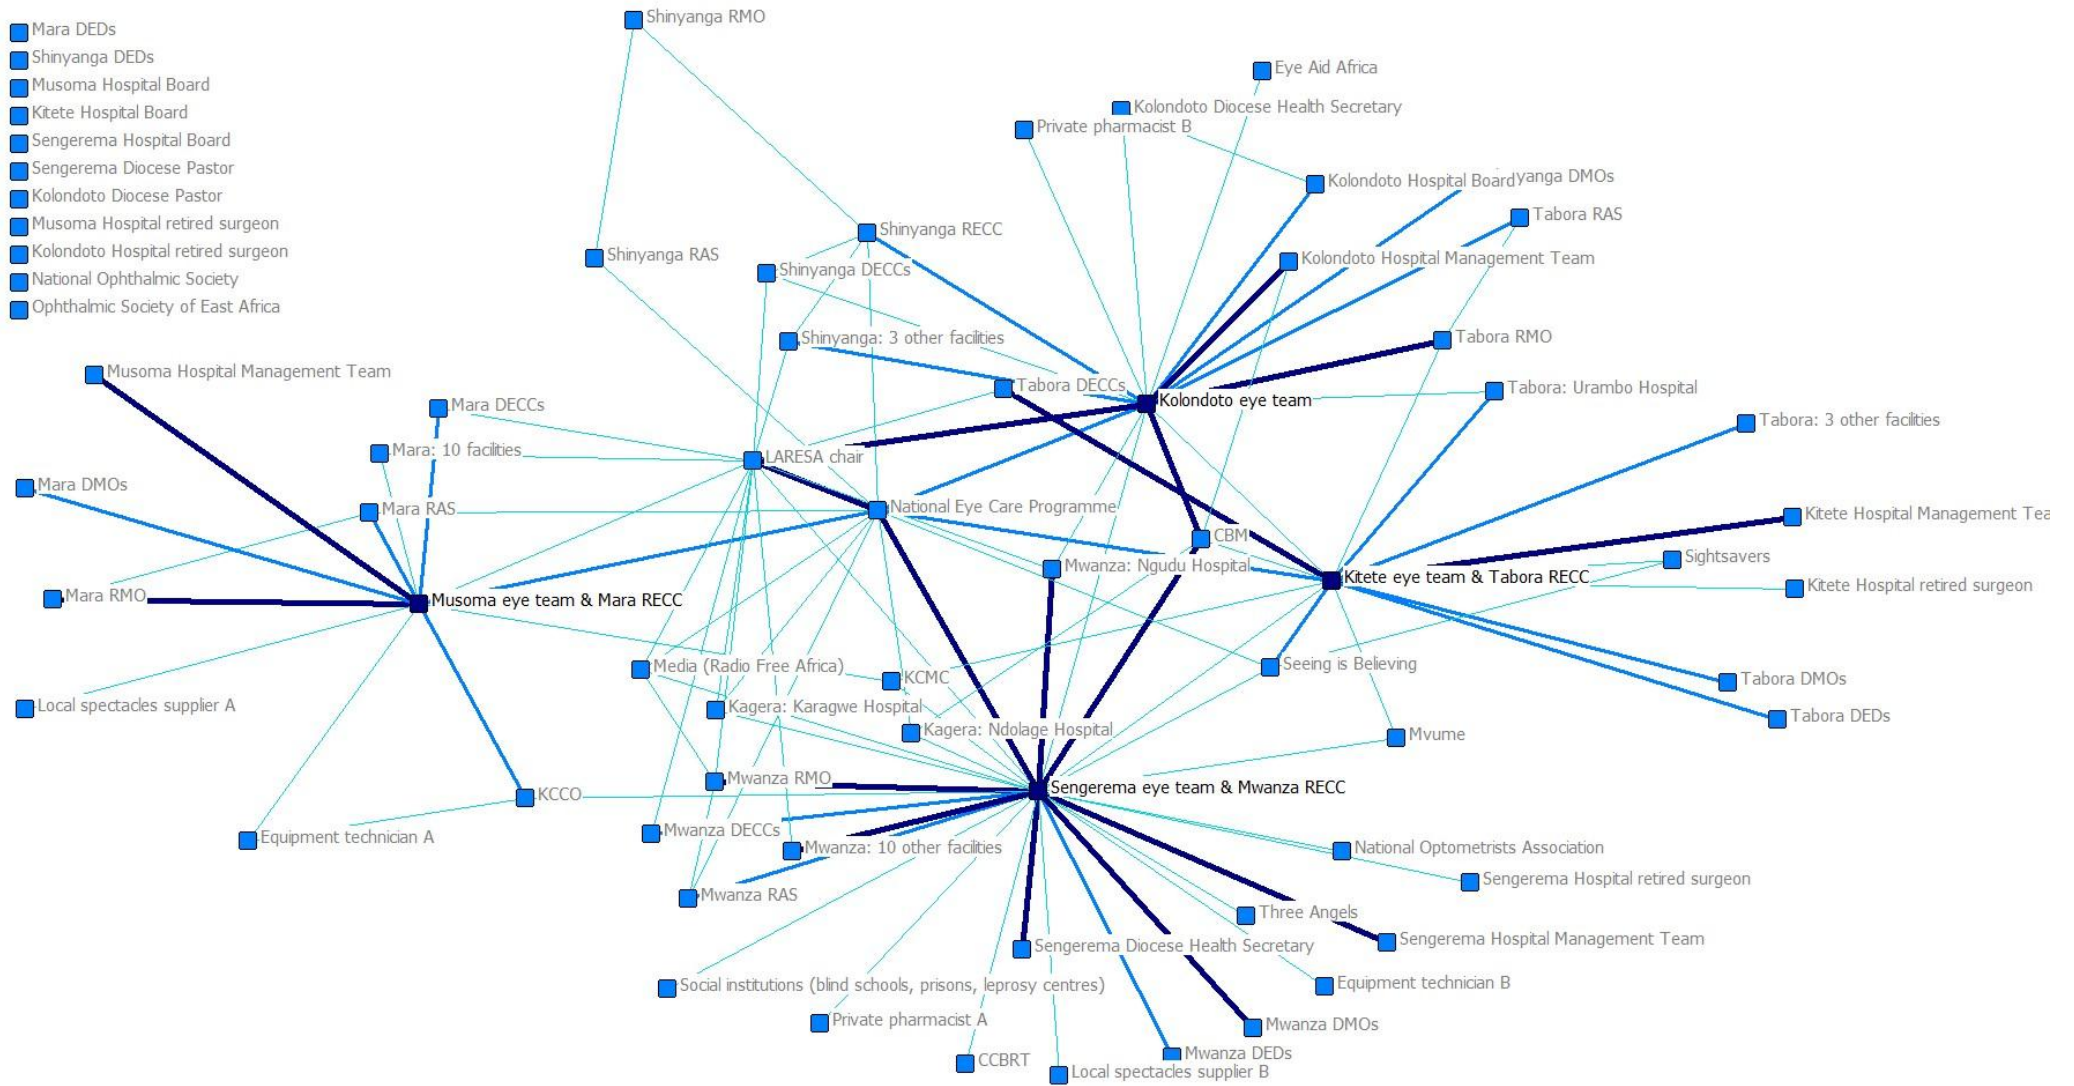 Mara DEDs
Shinyanga DEDs
Musoma Hospital Board
Kitete Hospital Board
Sengerema Hospital Board
Sengerema Diocese Pastor
Kolondoto Diocese Pastor
Musoma Hospital retired surgeon
Kolondoto Hospital retired surgeon
National Ophthalmic Society
Ophthalmic Society of East Africa
Shinyanga RMO
Eye Aid Africa
Kolondoto Diocese Health Secretary
Private pharmacist B
Kolondoto Hospital Board
yanga DMOs
Tabora RAS
Shinyanga RECC
Shinyanga RAS
Shinyanga DECCs
Kolondoto Hospital Management Team
Shinyanga: 3 other facilities
Tabora RMO
Musoma Hospital Management Team
Tabora DECCs
Tabora: Urambo Hospital
Kolondoto eye team
Mara DECCs
Tabora: 3 other facilities
Mara: 10 facilities
LARESA chair
Mara DMOs
Mara RAS
National Eye Care Programme
Kitete Hospital Management Tea
CBM
Sightsavers
Mwanza: Ngudu Hospital
Kitete eye team & Tabora RECC
Kitete Hospital retired surgeon
Mara RMO
Musoma eye team & Mara RECC
Media (Radio Free Africa)
KCMC
Seeing is Believing
Tabora DMOs
Local spectacles supplier A
Kagera: Karagwe Hospital
Tabora DEDs
Kagera: Ndolage Hospital
Mvume
Mwanza RMO
Sengerema eye team & Mwanza RECC
KCCO
Equipment technician A
Mwanza DECCs
Mwanza: 10 other facilities
National Optometrists Association
Sengerema Hospital retired surgeon
Mwanza RAS
Three Angels
Sengerema Hospital Management Team
Sengerema Diocese Health Secretary
Social institutions (blind schools, prisons, leprosy centres)
Equipment technician B
Private pharmacist A
Mwanza DMOs
CCBRT
Mwanza DEDs
Local spectacles supplier B